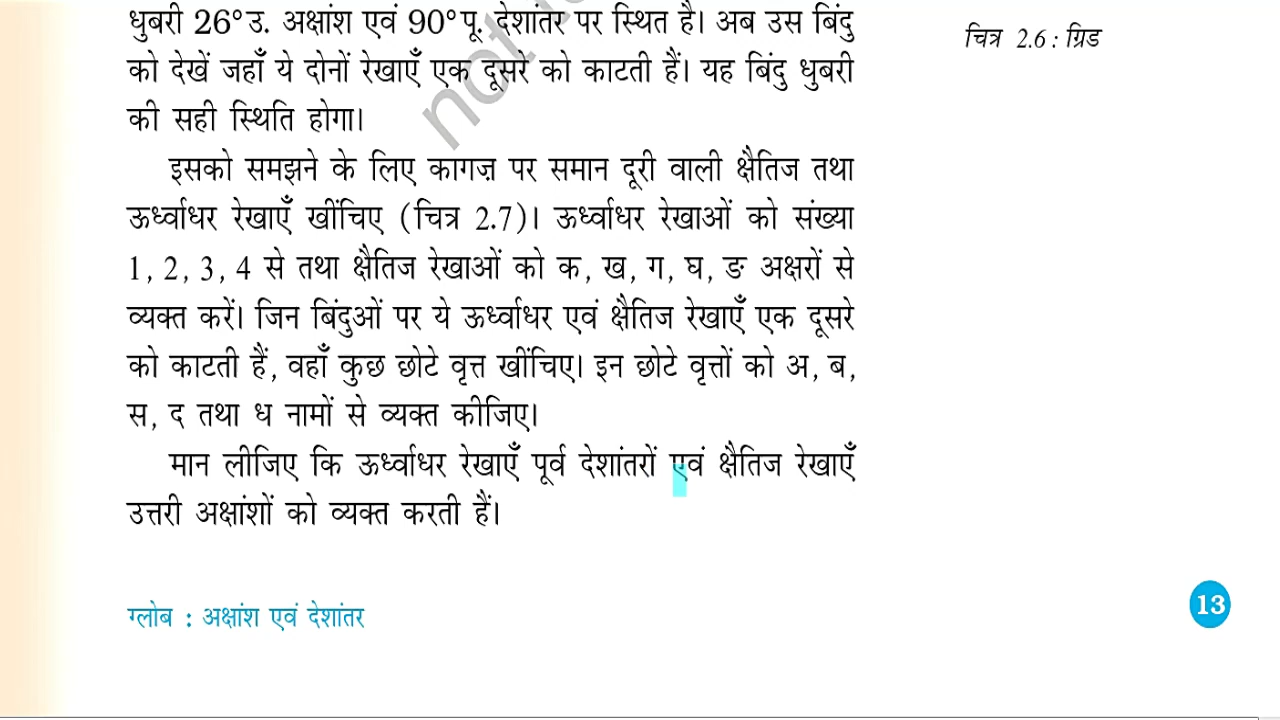 धुबरी 26° उ. अक्षांश एवं 90° पू. देशांतर पर स्थित है। अब उस बिंदु
को देखें जहाँ ये दोनों रेखाएँ एक दूसरे को काटती हैं। यह बिंदु धुबरी
की सही स्थिति होगा।
इसको समझने के लिए कागज़ पर समान दूरी वाली क्षैतिज तथा
ऊर्ध्वाधर रेखाएँ खींचिए (चित्र 2.7)। ऊर्ध्वाधर रेखाओं को संख्या
1, 2, 3, 4 से तथा क्षैतिज रेखाओं को क, ख, ग, घ, ङ अक्षरों से
व्यक्त करें। जिन बिंदुओं पर ये ऊर्ध्वाधर एवं क्षैतिज रेखाएँ एक दूसरे
को काटती हैं, वहाँ कुछ छोटे वृत्त खींचिए। इन छोटे वृत्तों को अ, ब,
स, द तथा ध नामों से व्यक्त कीजिए।
मान लीजिए कि ऊर्ध्वाधर रेखाएँ पूर्व देशांतरों एवं क्षैतिज रेखाएँ
उत्तरी अक्षांशों को व्यक्त करती हैं।
चित्र 2.6 : ग्रिड
not
ग्लोब : अक्षांश एवं देशांतर
13